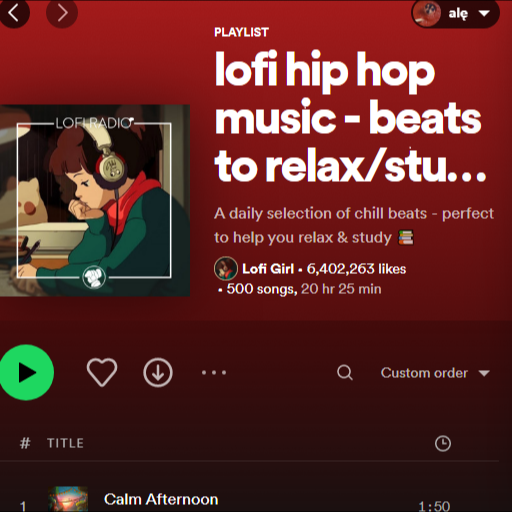 alę
PLAYLIST
lofi hip hop
music - beats
to relax/stu...
LOFI RADIO
A daily selection of chill beats - perfect
to help you relax & study 📚
Lofi Girl • 6,402,263 likes
• 500 songs, 20 hr 25 min
Custom order
# TITLE
1 Calm Afternoon 1:50